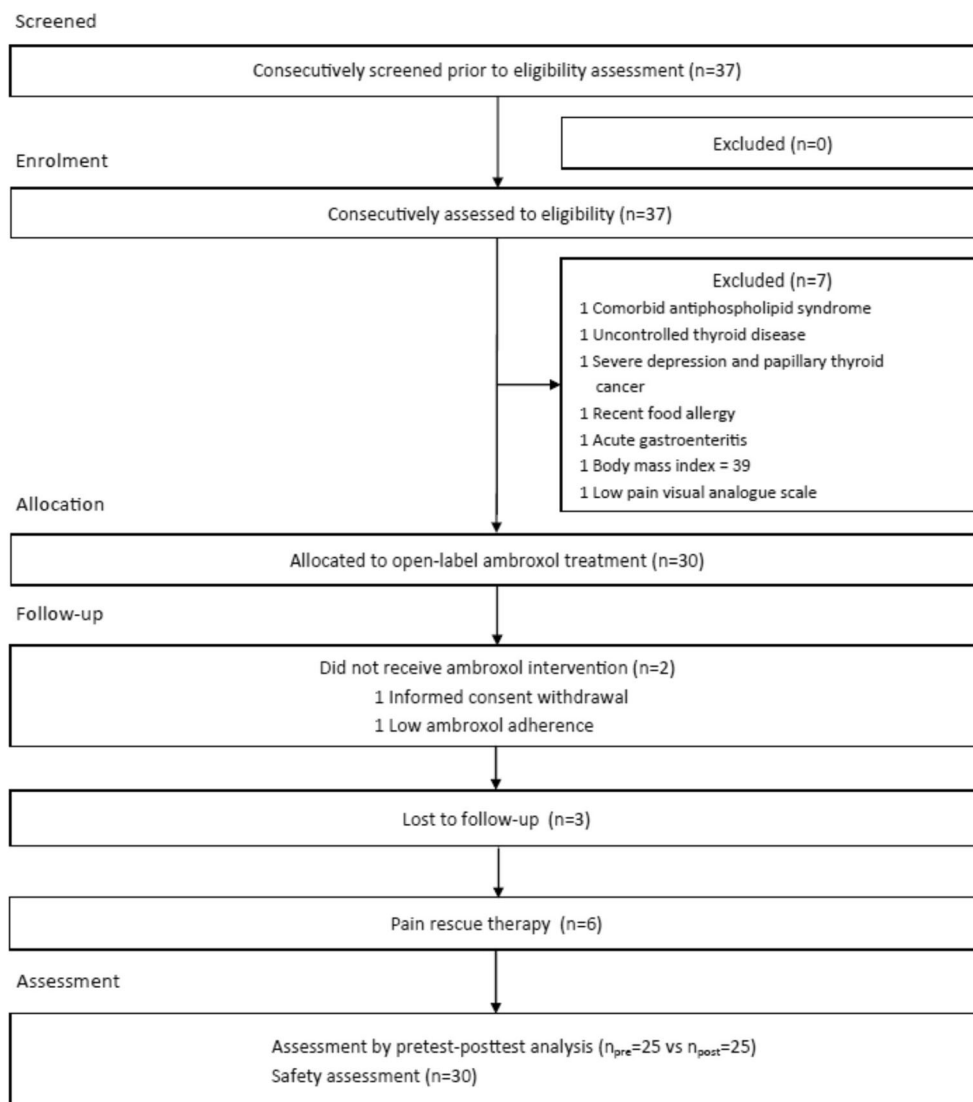 Screened
Consecutively screened prior to eligibility assessment (n=37)
Excluded (n=0)
Enrolment
Consecutively assessed to eligibility (n=37)
Excluded (n=7)
1 Comorbid antiphospholipid syndrome
1 Uncontrolled thyroid disease
1 Severe depression and papillary thyroid
cancer
1 Recent food allergy
1 Acute gastroenteritis
1 Body mass index = 39
1 Low pain visual analogue scale
Allocation
Allocated to open-label ambroxol treatment (n=30)
Follow-up
Did not receive ambroxol intervention (n=2)
1 Informed consent withdrawal
1 Low ambroxol adherence
Lost to follow-up (n=3)
Pain rescue therapy (n=6)
Assessment
Assessment by pretest-posttest analysis (npre=25 vs npost=25)
Safety assessment (n=30)